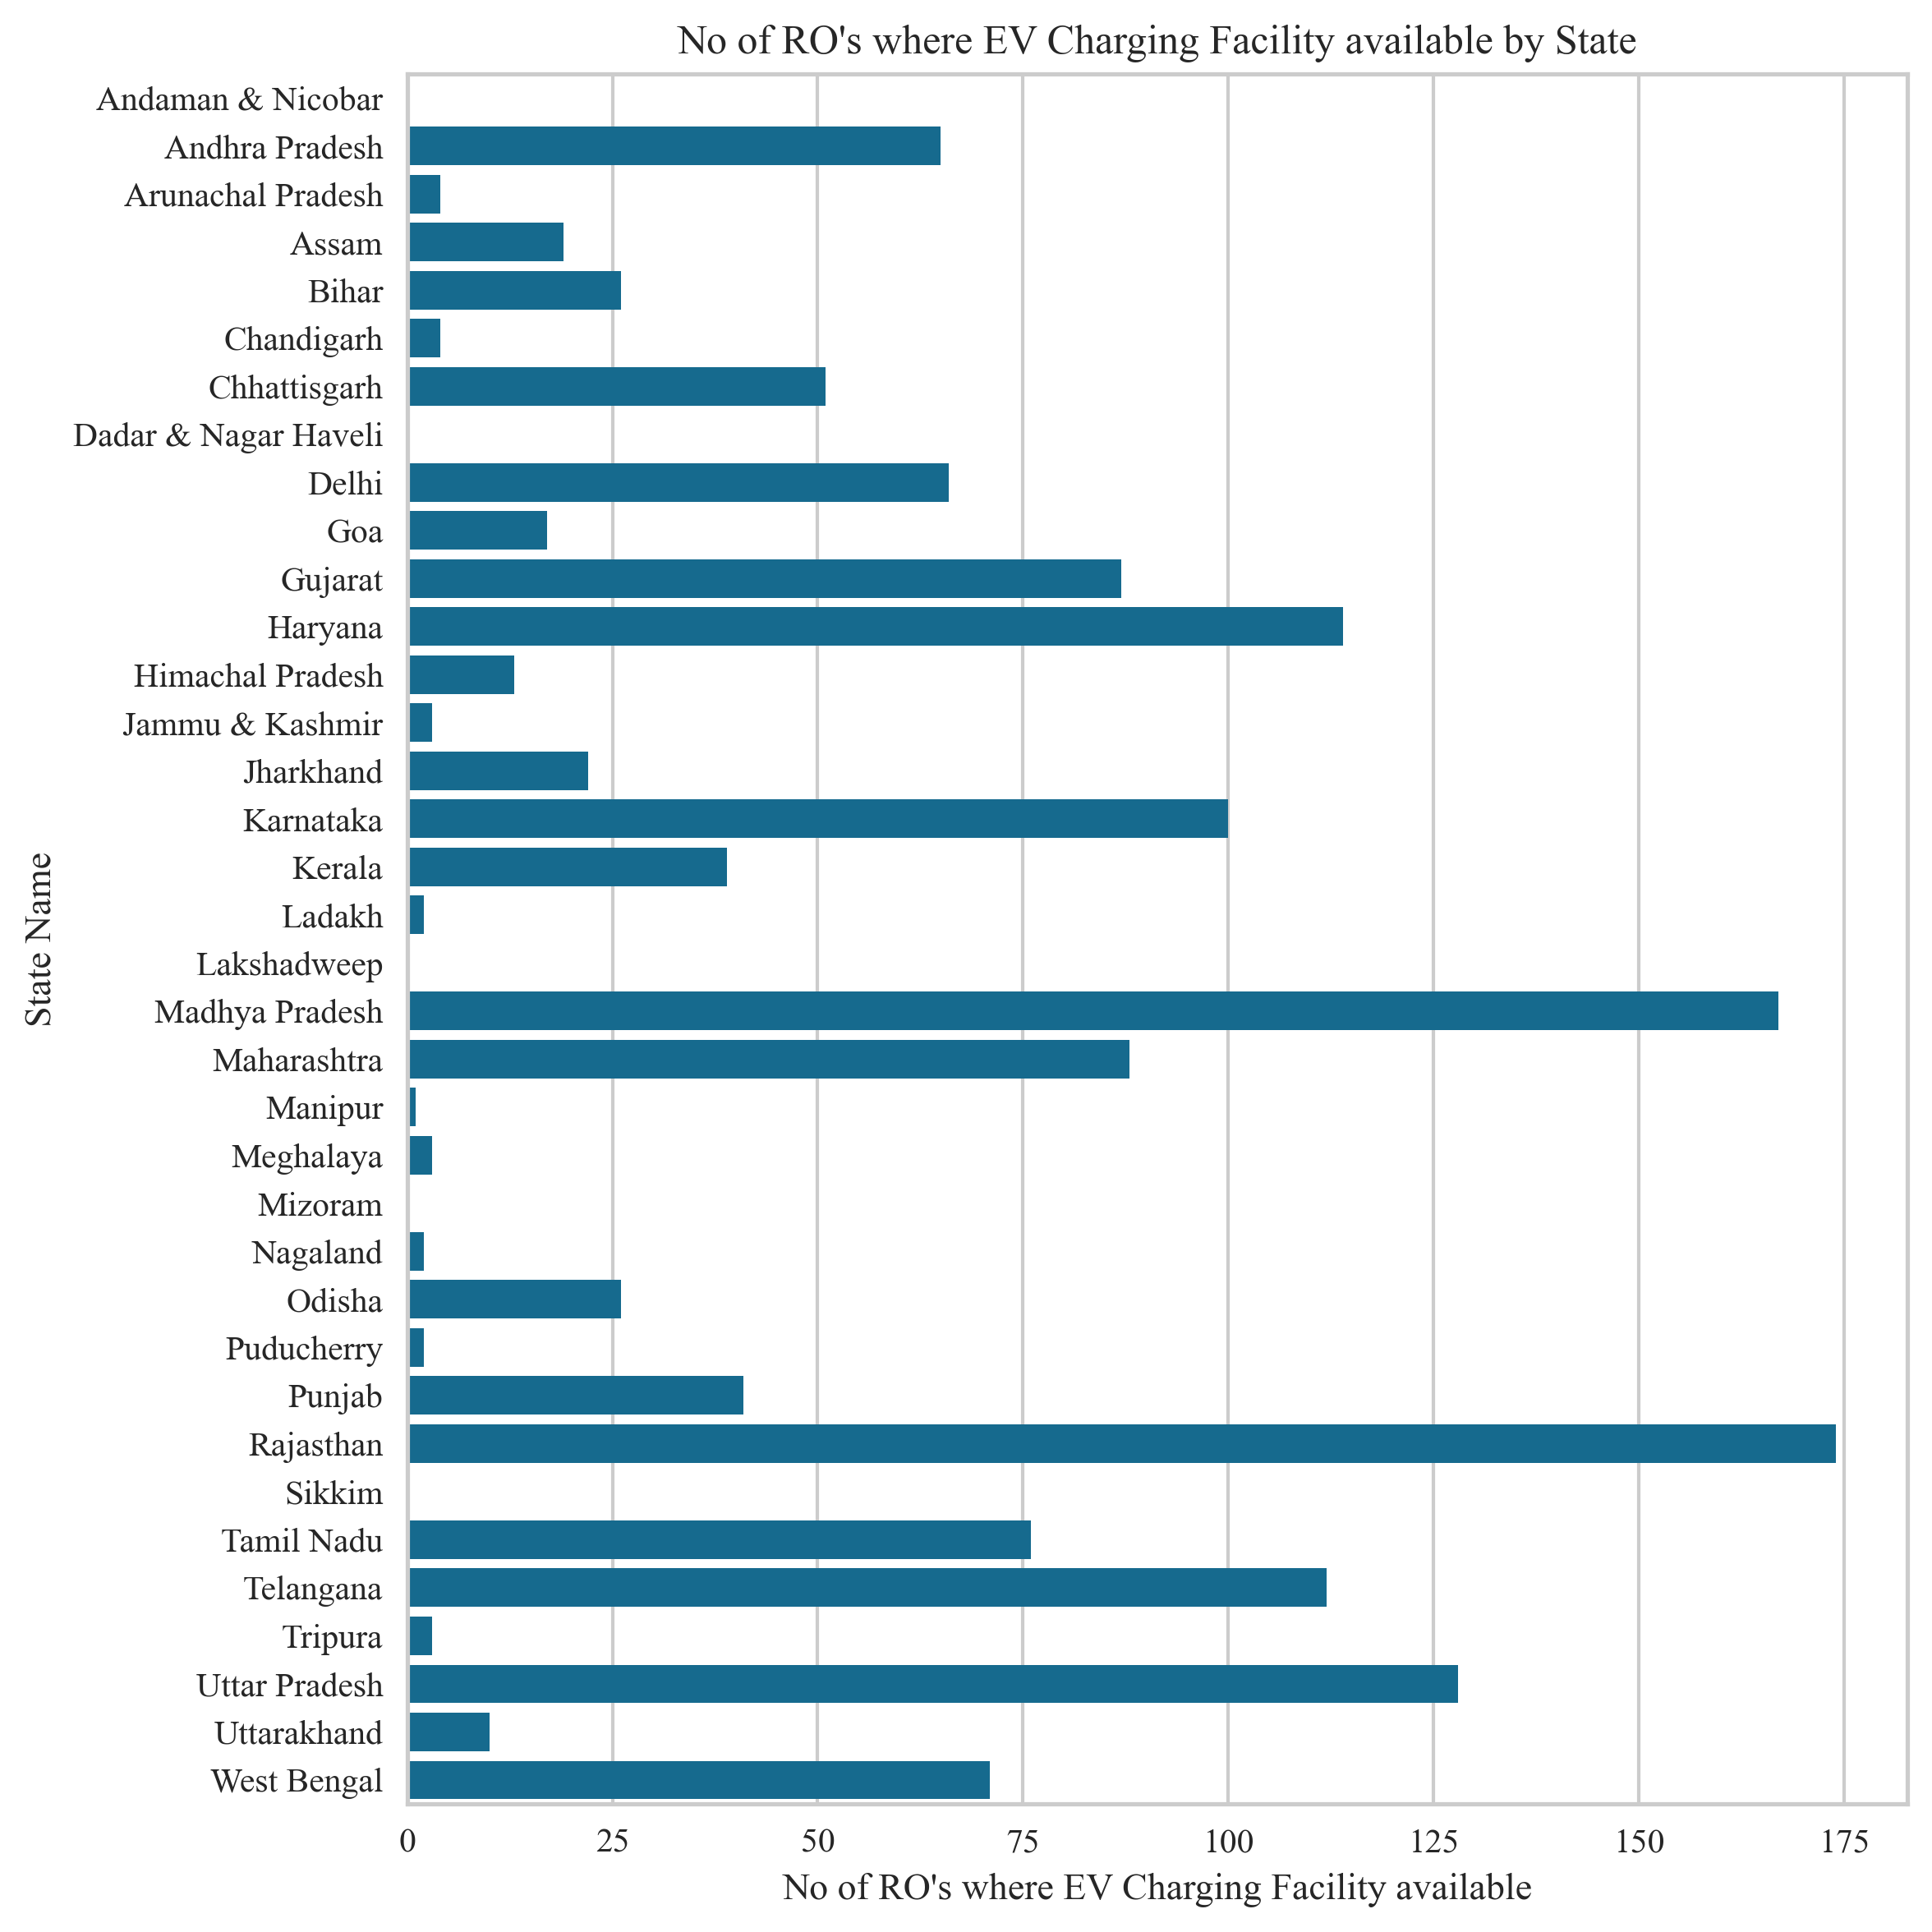 No of RO's where EV Charging Facility available by State
State Name
Andaman & Nicobar
Andhra Pradesh
Arunachal Pradesh
Assam
Bihar
Chandigarh
Chhattisgarh
Dadar & Nagar Haveli
Delhi
Goa
Gujarat
Haryana
Himachal Pradesh
Jammu & Kashmir
Jharkhand
Karnataka
Kerala
Ladakh
Lakshadweep
Madhya Pradesh
Maharashtra
Manipur
Meghalaya
Mizoram
Nagaland
Odisha
Puducherry
Punjab
Rajasthan
Sikkim
Tamil Nadu
Telangana
Tripura
Uttar Pradesh
Uttarakhand
West Bengal
0 25 50 75 100 125 150 175
No of RO's where EV Charging Facility available